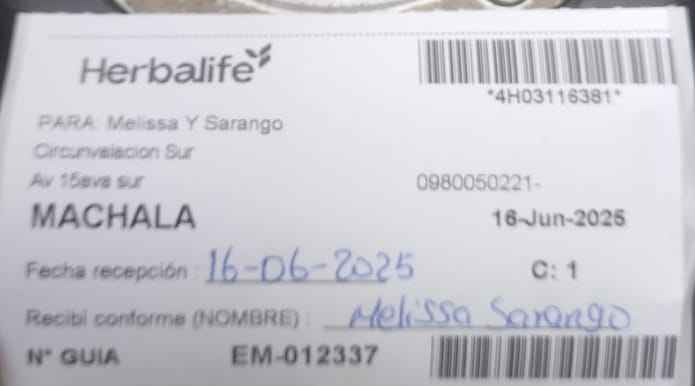 Herbalife
*4H03116381*
PARA: Melissa Y Sarango
Circunvalacion Sur
Av 15ava sur 0980050221-
MACHALA 16-Jun-2025
Fecha recepción : 16-06-2025 C: 1
Recibi conforme (NOMBRE) : Melissa Sarango
N° GUIA EM-012337